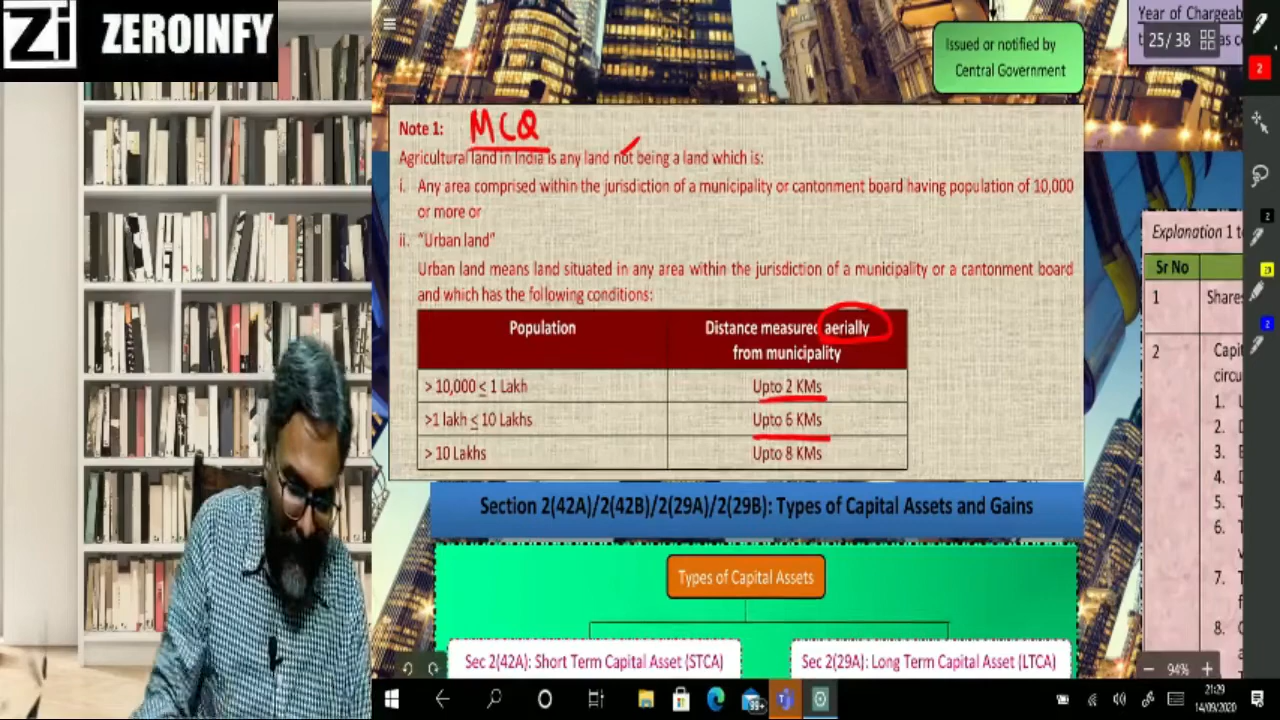 Zi ZEROINFY
Issued or notified by
Central Government
Year of Chargeab
25/ 38
2
Note 1: MCQ
Agricultural land in India is any land not being a land which is:
i. Any area comprised within the jurisdiction of a municipality or cantonment board having population of 10,000
or more or
ii. "Urban land"
Urban land means land situated in any area within the jurisdiction of a municipality or a cantonment board
and which has the following conditions:
Population
Distance measured aerially
from municipality
> 10,000 ≤ 1 Lakh
Upto 2 KMs
>1 lakh ≤ 10 Lakhs
Upto 6 KMs
> 10 Lakhs
Upto 8 KMs
Section 2(42A)/2(42B)/2(29A)/2(29B): Types of Capital Assets and Gains
Types of Capital Assets
Sec 2(42A): Short Term Capital Asset (STCA)
Sec 2(29A): Long Term Capital Asset (LTCA)
Explanation 1 t
Sr No
1 Share
2 Capi
circu
1.
2.
3.
4.
5.
6.
7.
8.
2
2
94%
99+
21:29
14/09/2020